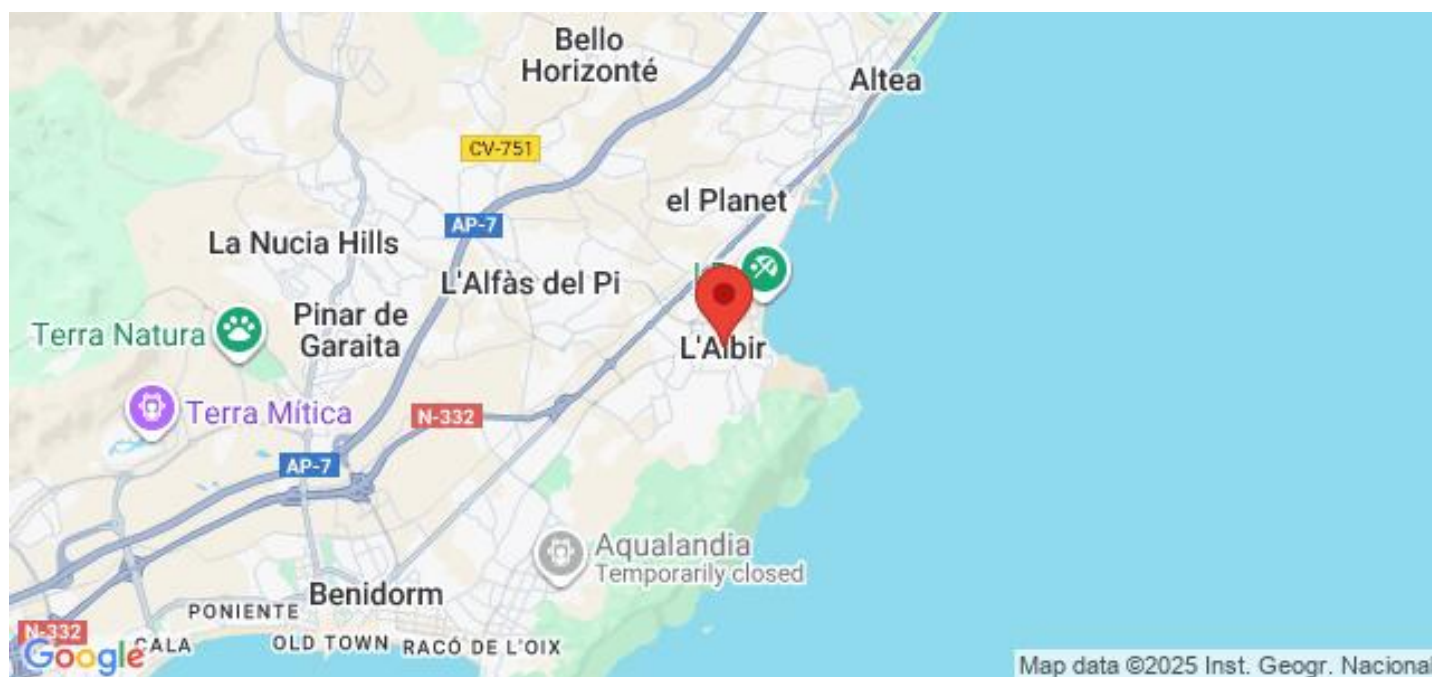 Bello
Horizonté
Altea
CV-751
el Planet
AP-7
La Nucia Hills
L'Alfàs del Pi
Terra Natura
Pinar de
Garaita
L'Albir
Terra Mítica
N-332
AP-7
Aqualandia
Temporarily closed
Benidorm
PONIENTE
N-332
CALA
OLD TOWN
RACÓ DE L'OIX
Google
Map data ©2025 Inst. Geogr. Nacional